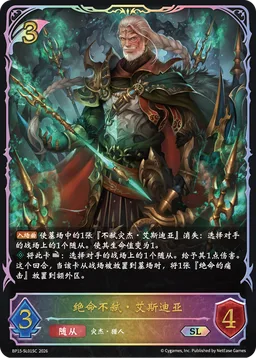 3
入场曲 使墓场中的1张『不赦灾杰·艾斯迪亚』消失：选择对手的战场上的1个随从。使其生命值变为1。
将此卡：选择对手的战场上的1个随从。给予其1点伤害。这个回合，当该卡从战场被放置到墓场时，将1张『绝命的痛击』放置到额外区。
绝命不赦·艾斯迪亚
3
随从
灾杰·
SL
4
BP15-SL01SC 2026
© Cygames, Inc. Published by NetEase Games